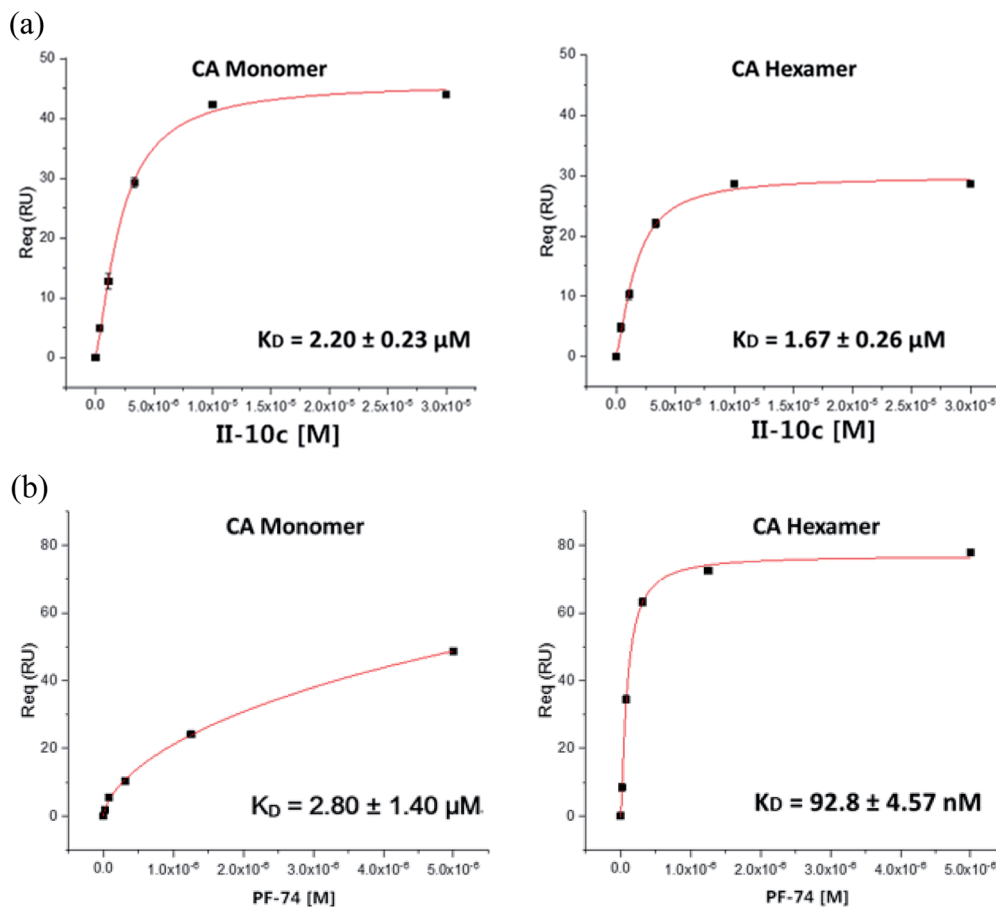 (a)
CA Monomer
Req (RU)
50
40
30
20
10
0
K_D = 2.20 ± 0.23 μM
0.0 5.0x10⁻⁶ 1.0x10⁻⁵ 1.5x10⁻⁵ 2.0x10⁻⁵ 2.5x10⁻⁵ 3.0x10⁻⁵
II-10c [M]
CA Hexamer
Req (RU)
50
40
30
20
10
0
K_D = 1.67 ± 0.26 μM
0.0 5.0x10⁻⁶ 1.0x10⁻⁵ 1.5x10⁻⁵ 2.0x10⁻⁵ 2.5x10⁻⁵ 3.0x10⁻⁵
II-10c [M]
(b)
CA Monomer
Req (RU)
80
60
40
20
0
K_D = 2.80 ± 1.40 μM.
0.0 1.0x10⁻⁶ 2.0x10⁻⁶ 3.0x10⁻⁶ 4.0x10⁻⁶ 5.0x10⁻⁶
PF-74 [M]
CA Hexamer
Req (RU)
80
60
40
20
0
K_D = 92.8 ± 4.57 nM
0.0 1.0x10⁻⁶ 2.0x10⁻⁶ 3.0x10⁻⁶ 4.0x10⁻⁶ 5.0x10⁻⁶
PF-74 [M]